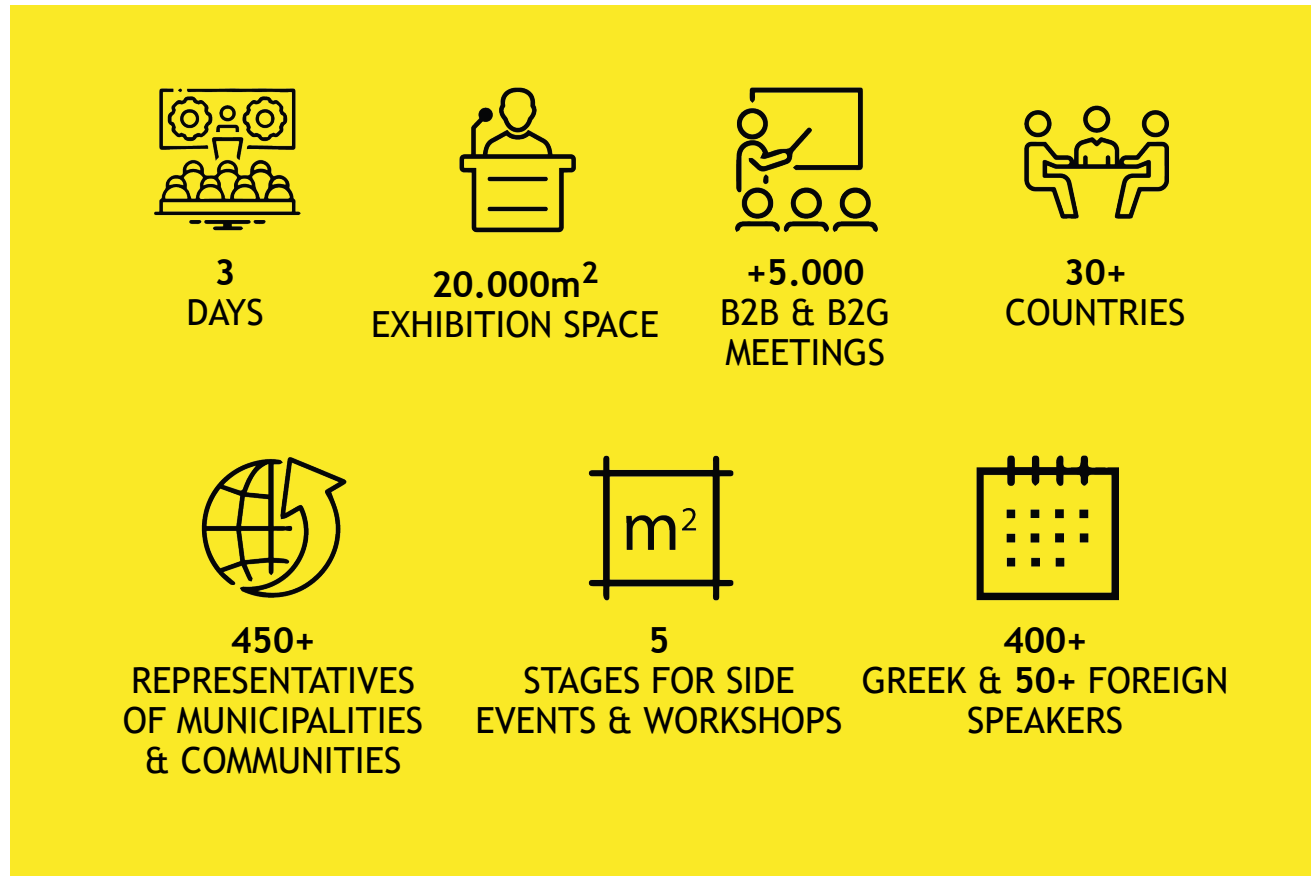 3
DAYS
20.000m²
EXHIBITION SPACE
+5.000
B2B & B2G
MEETINGS
30+
COUNTRIES
450+
REPRESENTATIVES
OF MUNICIPALITIES
& COMMUNITIES
m²
5
STAGES FOR SIDE
EVENTS & WORKSHOPS
400+
GREEK & 50+ FOREIGN
SPEAKERS